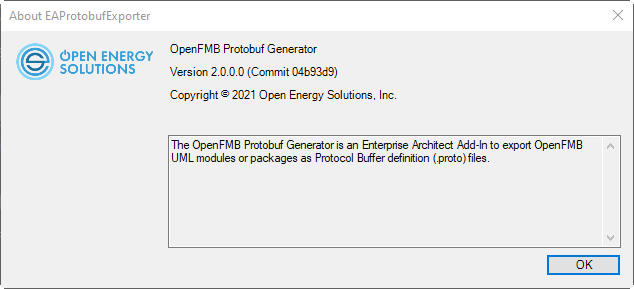 About EAProtobufExporter
OPEN ENERGY
SOLUTIONS
OpenFMB Protobuf Generator
Version 2.0.0.0 (Commit 04b93d9)
Copyright © 2021 Open Energy Solutions, Inc.
The OpenFMB Protobuf Generator is an Enterprise Architect Add-In to export OpenFMB
UML modules or packages as Protocol Buffer definition (.proto) files.
OK